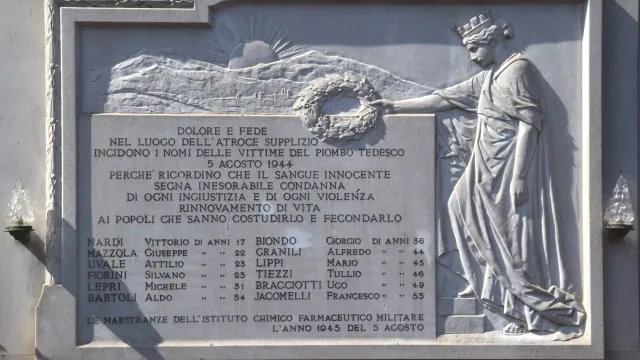 DOLORE E FEDE
NEL LUOGO DELL'ATROCE SUPPLIZIO
INCIDONO I NOMI DELLE VITTIME DEL PIOMBO TEDESCO
5 AGOSTO 1944
PERCHÉ RICORDINO CHE IL SANGUE INNOCENTE
SEGNA INESORABILE CONDANNA
DI OGNI INGIUSTIZIA E DI OGNI VIOLENZA
RINNOVAMENTO DI VITA
AI POPOLI CHE SANNO COSTUDIRLO E FECONDARLO
NARDI VITTORIO DI ANNI 17 BIONDO GIORGIO DI ANNI 36
MAZZOLA GIUSEPPE " " 22 GRANILI ALFREDO " " 44
UVALE ATTILIO " " 23 LIPPI MARIO " " 45
FIORINI SILVANO " " 23 TIEZZI TULLIO " " 46
LEPRI MICHELE " " 31 BRACCIOTTI UGO " " 49
BARTOLI ALDO " " 34 JACOMELLI FRANCESCO " " 55
LE MAESTRANZE DELL'ISTITUTO CHIMICO FARMACEUTICO MILITARE
L'ANNO 1945 DEL 5 AGOSTO